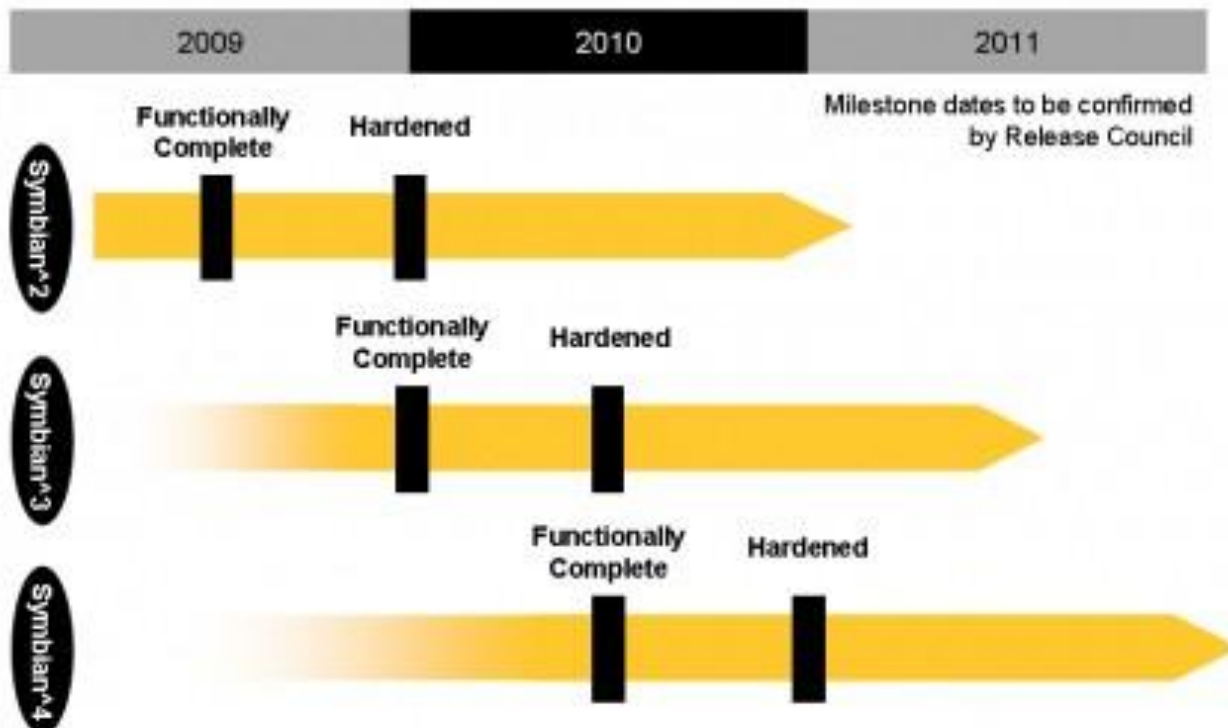 2009 2010 2011
Milestone dates to be confirmed
by Release Council
Functionally
Complete
Hardened
Symbian^2
Functionally
Complete
Hardened
Symbian^3
Functionally
Complete
Hardened
Symbian^4